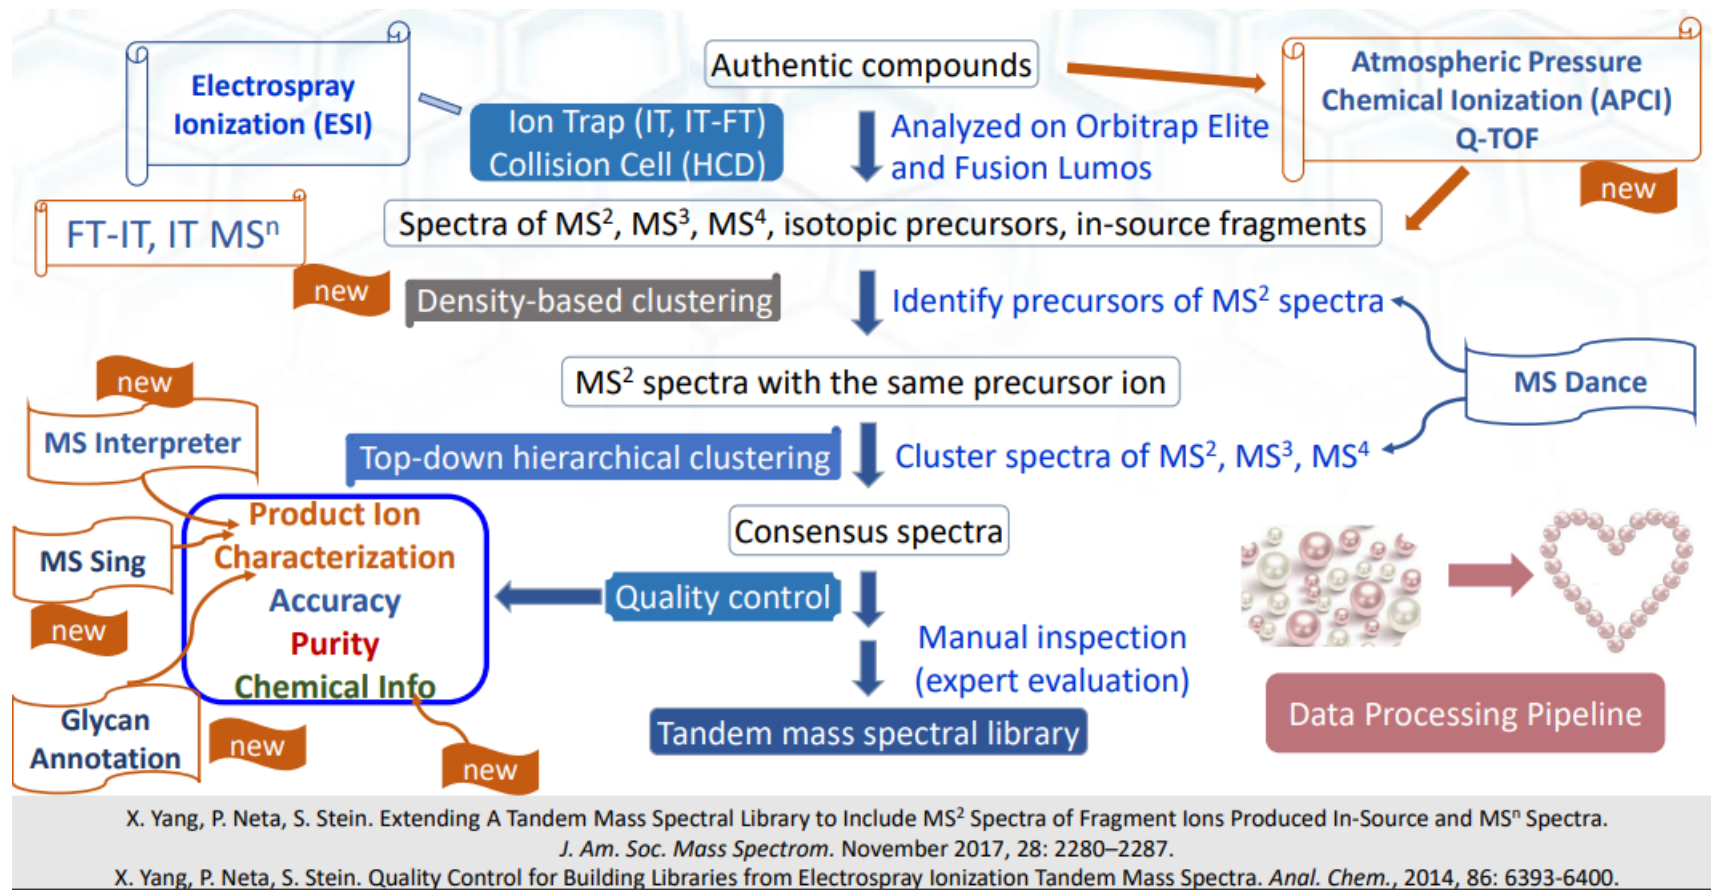 Electrospray
Ionization (ESI)
Ion Trap (IT, IT-FT)
Collision Cell (HCD)
Authentic compounds
Analyzed on Orbitrap Elite
and Fusion Lumos
Atmospheric Pressure
Chemical Ionization (APCI)
Q-TOF
new
FT-IT, IT MSⁿ
new
Spectra of MS², MS³, MS⁴, isotopic precursors, in-source fragments
Density-based clustering
Identify precursors of MS² spectra
MS² spectra with the same precursor ion
MS Dance
new
MS Interpreter
Top-down hierarchical clustering
Cluster spectra of MS², MS³, MS⁴
Product Ion
Characterization
Accuracy
Purity
Chemical Info
MS Sing
new
Consensus spectra
Quality control
Manual inspection
(expert evaluation)
Glycan
Annotation
new
new
Tandem mass spectral library
Data Processing Pipeline
X. Yang, P. Neta, S. Stein. Extending A Tandem Mass Spectral Library to Include MS² Spectra of Fragment Ions Produced In-Source and MSⁿ Spectra.
J. Am. Soc. Mass Spectrom. November 2017, 28: 2280–2287.
X. Yang, P. Neta, S. Stein. Quality Control for Building Libraries from Electrospray Ionization Tandem Mass Spectra. Anal. Chem., 2014, 86: 6393-6400.